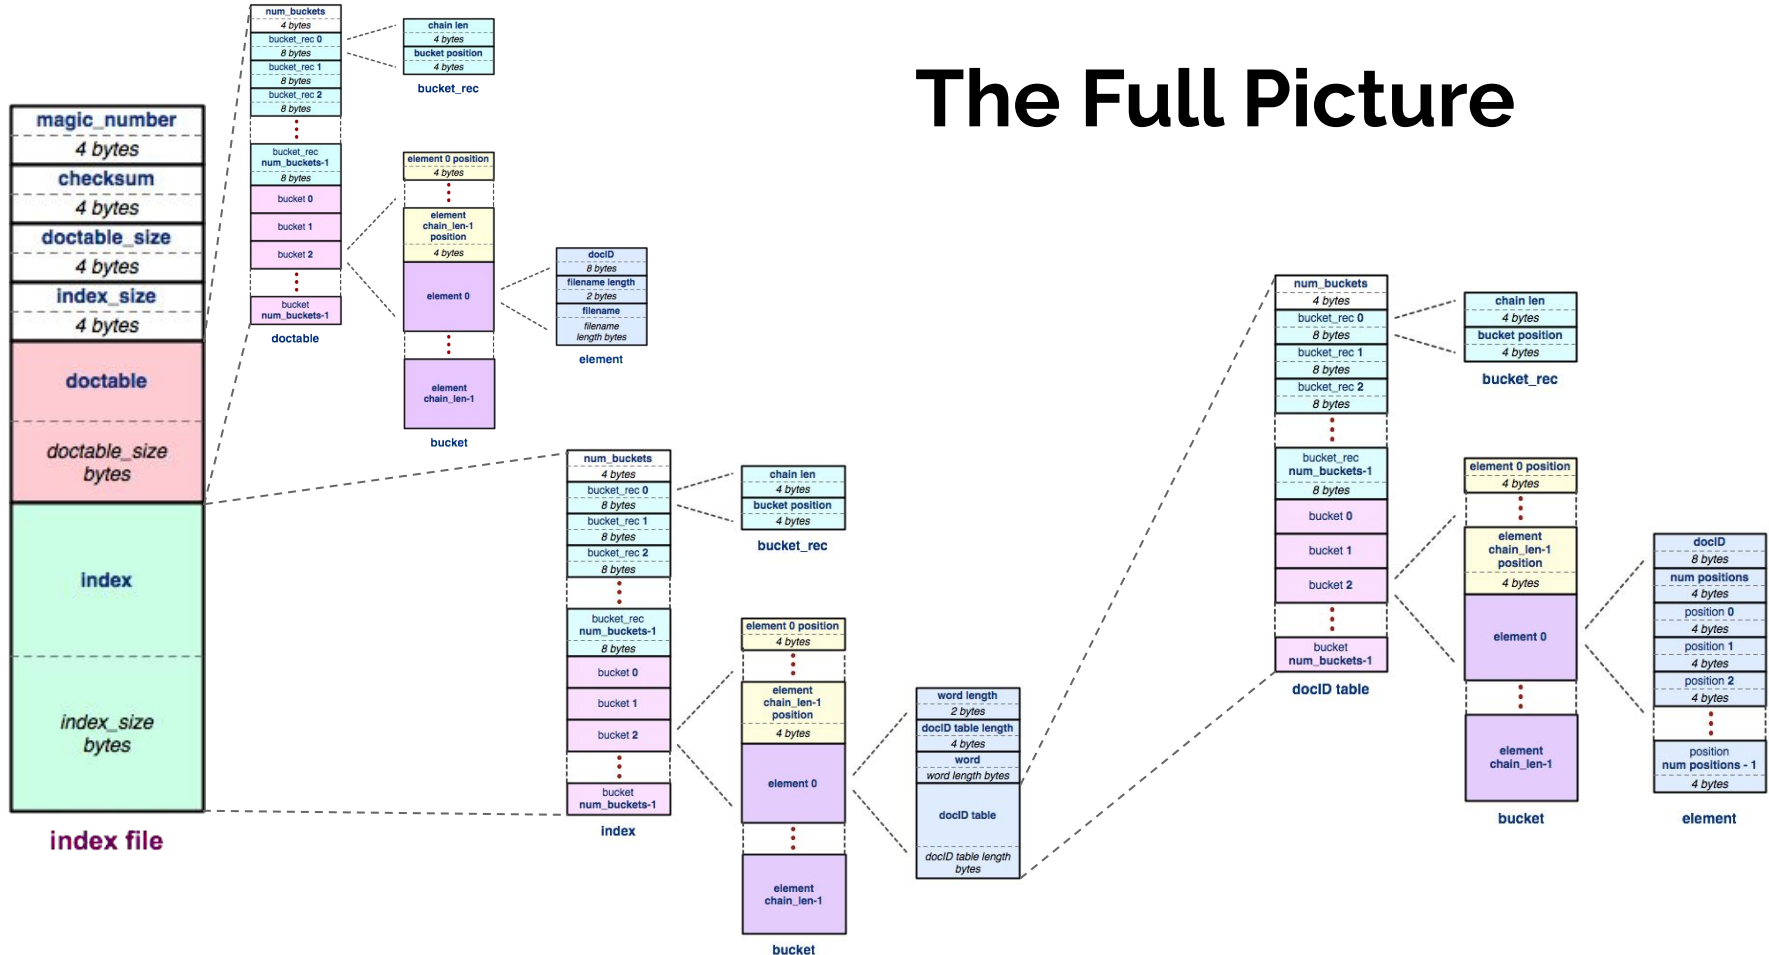 The Full Picture
magic_number
4 bytes
checksum
4 bytes
doctable_size
4 bytes
index_size
4 bytes
doctable
doctable_size
bytes
index
index_size
bytes
index file
num_buckets
4 bytes
bucket_rec 0
8 bytes
bucket_rec 1
8 bytes
bucket_rec 2
8 bytes
bucket_rec
num_buckets-1
8 bytes
bucket 0
bucket 1
bucket 2
bucket
num_buckets-1
doctable
chain len
4 bytes
bucket position
4 bytes
bucket_rec
element 0 position
4 bytes
element
chain_len-1
position
4 bytes
element 0
element
chain_len-1
bucket
docID
8 bytes
filename length
2 bytes
filename
filename
length bytes
element
num_buckets
4 bytes
bucket_rec 0
8 bytes
bucket_rec 1
8 bytes
bucket_rec 2
8 bytes
bucket_rec
num_buckets-1
8 bytes
bucket 0
bucket 1
bucket 2
bucket
num_buckets-1
index
chain len
4 bytes
bucket position
4 bytes
bucket_rec
element 0 position
4 bytes
element
chain_len-1
position
4 bytes
element 0
element
chain_len-1
bucket
word length
2 bytes
docID table length
4 bytes
word
word length bytes
docID table
docID table length
bytes
num_buckets
4 bytes
bucket_rec 0
8 bytes
bucket_rec 1
8 bytes
bucket_rec 2
8 bytes
bucket_rec
num_buckets-1
8 bytes
bucket 0
bucket 1
bucket 2
bucket
num_buckets-1
docID table
chain len
4 bytes
bucket position
4 bytes
bucket_rec
element 0 position
4 bytes
element
chain_len-1
position
4 bytes
element 0
element
chain_len-1
bucket
docID
8 bytes
num positions
4 bytes
position 0
4 bytes
position 1
4 bytes
position 2
4 bytes
position
num positions - 1
4 bytes
element